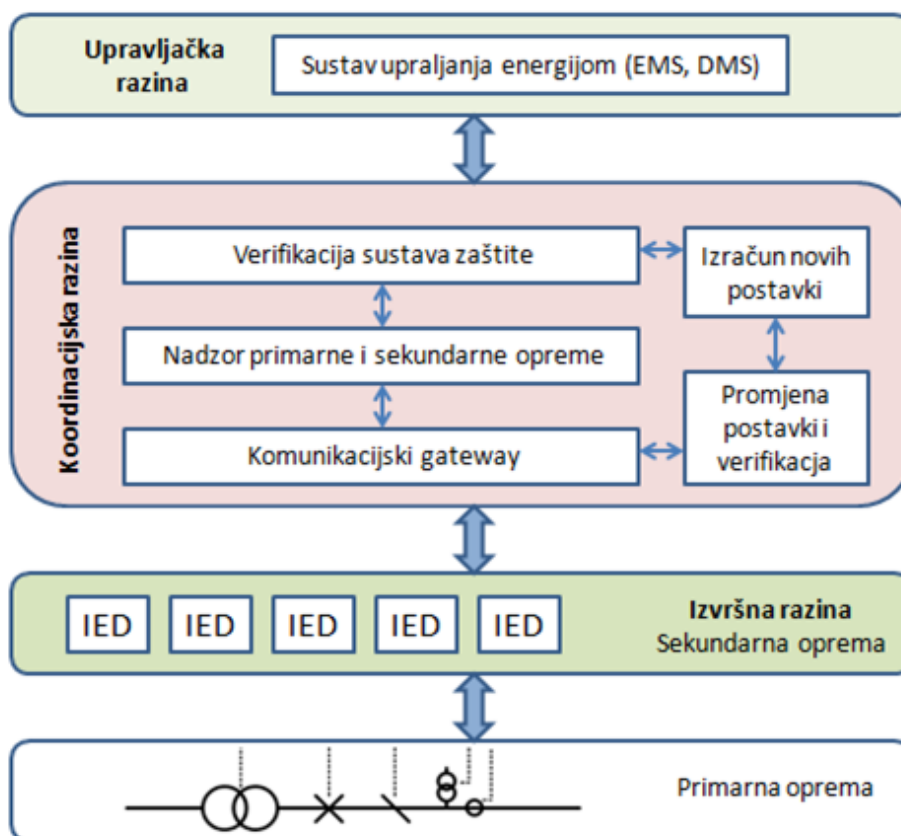 Upravljačka
razina
Sustav upraljanja energijom (EMS, DMS)
Koordinacijska razina
Verifikacija sustava zaštite
Izračun novih
postavki
Nadzor primarne i sekundarne opreme
Promjena
postavki i
verifikacja
Komunikacijski gateway
IED IED IED IED IED
Izvršna razina
Sekundarna oprema
Primarna oprema